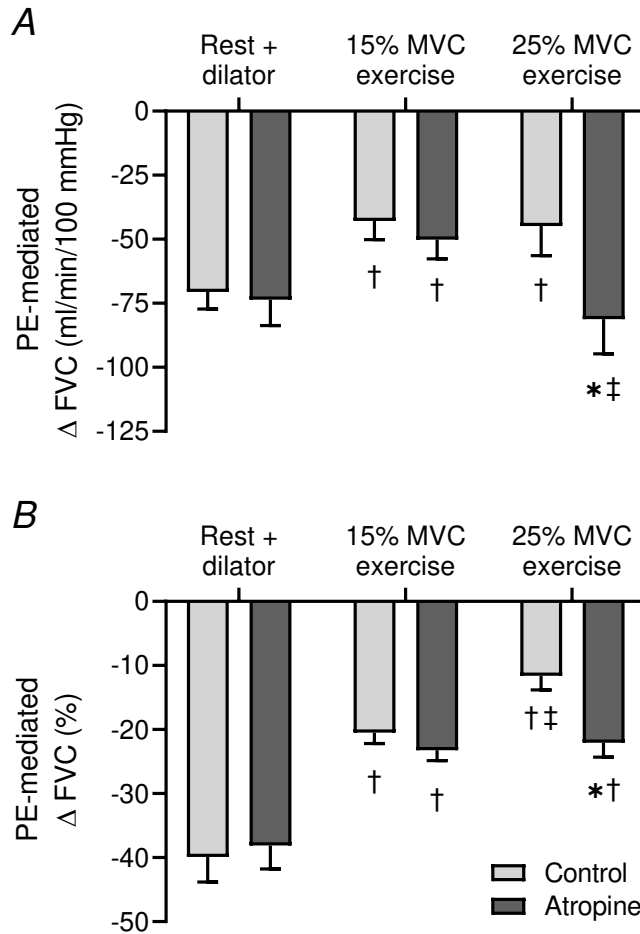 A
Rest +
dilator
15% MVC
exercise
25% MVC
exercise
PE-mediated
Δ FVC (ml/min/100 mmHg)
0
-25
-50
-75
-100
-125
†
†
†
*‡
B
Rest +
dilator
15% MVC
exercise
25% MVC
exercise
PE-mediated
Δ FVC (%)
0
-10
-20
-30
-40
-50
†
†
†‡
*†
Control
Atropine